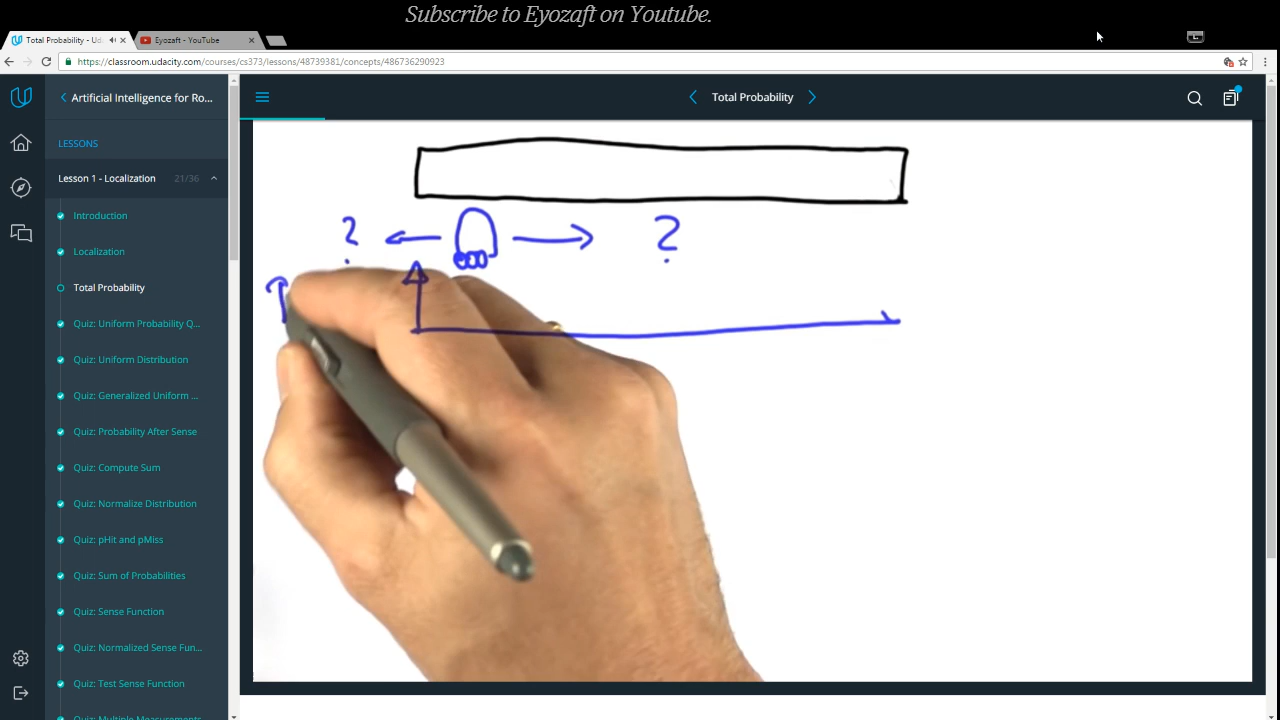 Subscribe to Eyozaft on Youtube.
Total Probability - Ud
Eyozaft - YouTube
https://classroom.udacity.com/courses/cs373/lessons/48739381/concepts/486736290923
Artificial Intelligence for Ro...
Total Probability
LESSONS
Lesson 1 - Localization 21/36
Introduction
Localization
Total Probability
Quiz: Uniform Probability Q...
Quiz: Uniform Distribution
Quiz: Generalized Uniform ...
Quiz: Probability After Sense
Quiz: Compute Sum
Quiz: Normalize Distribution
Quiz: pHit and pMiss
Quiz: Sum of Probabilities
Quiz: Sense Function
Quiz: Normalized Sense Fun...
Quiz: Test Sense Function
Quiz: Multiple Measurements
? ?